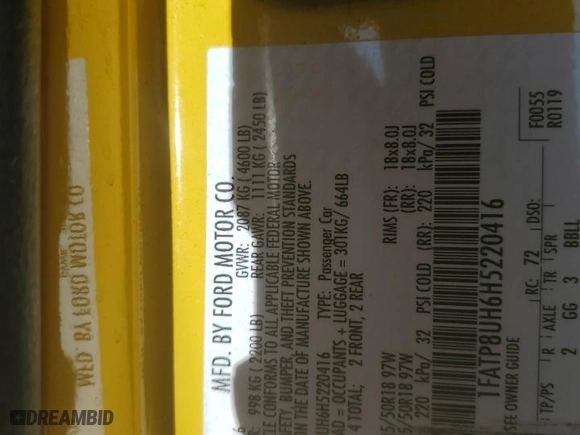 MFD. BY FORD MOTOR CO.
GVWR: 2087 KG (4600 LB)
998 KG (2200 LB) REAR GAWR: 1111 KG (2450 LB)
CONFORMS TO ALL APPLICABLE FEDERAL MOTOR
BUMPER, AND THEFT PREVENTION STANDARDS
ON THE DATE OF MANUFACTURE SHOWN ABOVE.
UH6H5220416 TYPE: Passenger Car
= OCCUPANTS + LUGGAGE = 301KG/ 664LB
4 TOTAL; 2 FRONT, 2 REAR
5/50R18 97W RIMS (FR): 18x8.0J
5/50R18 97W (RR): 18x8.0J
220 kPa/ 32 PSI COLD (RR): 220 kPa/ 32 PSI COLD
SEE OWNER GUIDE
1FATP8UH6H5220416
F0055
R0119
RC: 72 DSO:
TP/PS R AXLE TR SPR
2 GG 3 BBLL
MFD. BY FORD MOTOR CO
DREAMBID